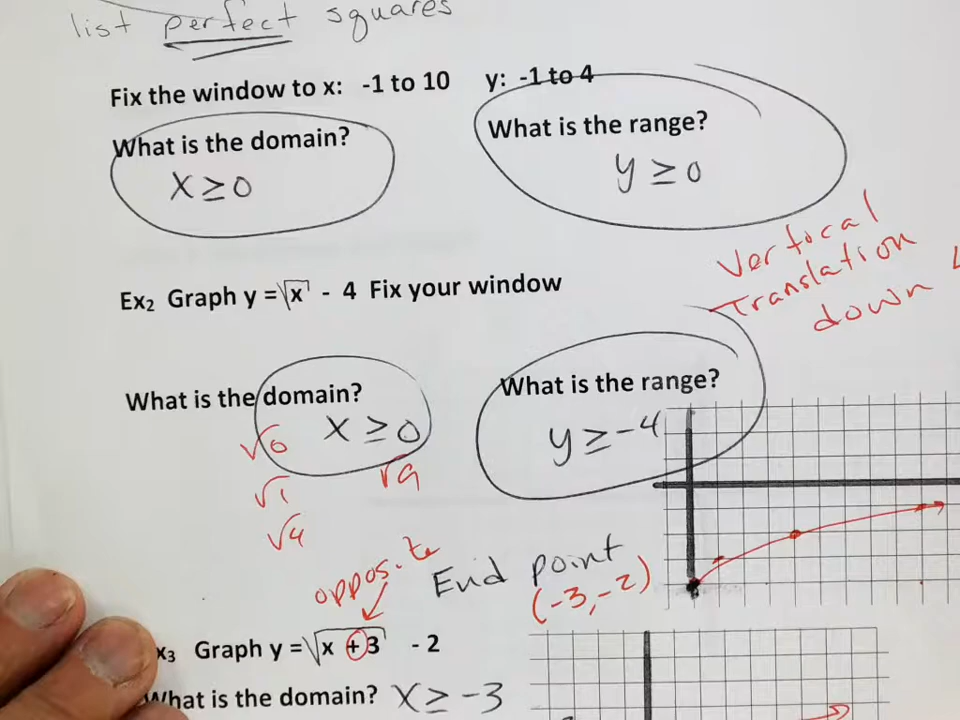 list perfect squares
Fix the window to x: -1 to 10 y: -1 to 4
What is the domain? What is the range?
x ≥ 0 y ≥ 0
Vertical
Translation
down
Ex2 Graph y = √x - 4 Fix your window
What is the domain? What is the range?
x ≥ 0 y ≥ -4
√0
√1 √9
√4
opposite
End point
(-3, -2)
x3 Graph y = √x + 3 - 2
What is the domain? x ≥ -3